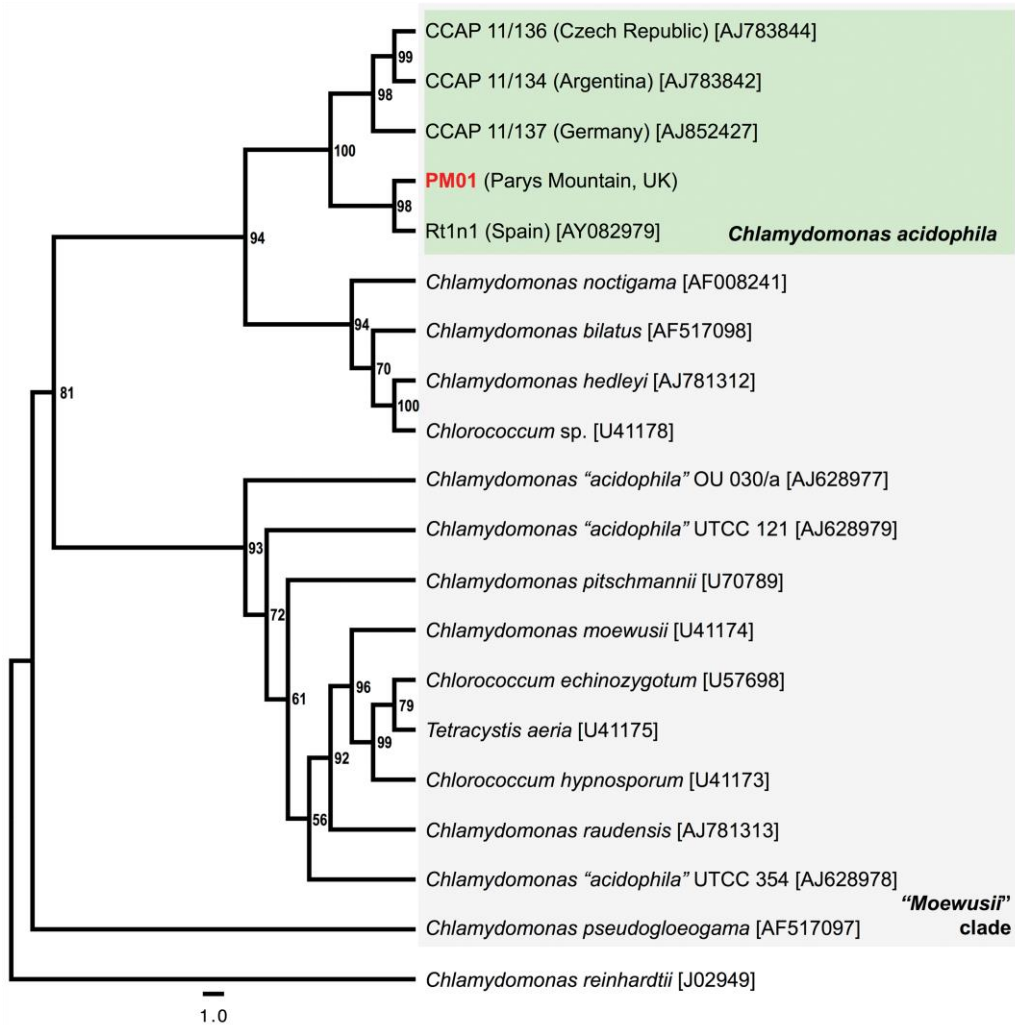 CCAP 11/136 (Czech Republic) [AJ783844]
99
CCAP 11/134 (Argentina) [AJ783842]
98
CCAP 11/137 (Germany) [AJ852427]
100
PM01 (Parys Mountain, UK)
98
Rt1n1 (Spain) [AY082979]
Chlamydomonas acidophila
94
Chlamydomonas noctigama [AF008241]
94
Chlamydomonas bilatus [AF517098]
70
Chlamydomonas hedleyi [AJ781312]
81
100
Chlorococcum sp. [U41178]
Chlamydomonas “acidophila” OU 030/a [AJ628977]
Chlamydomonas “acidophila” UTCC 121 [AJ628979]
93
Chlamydomonas pitschmannii [U70789]
72
Chlamydomonas moewusii [U41174]
96
Chlorococcum echinozygotum [U57698]
61
79
Tetracystis aeria [U41175]
99
92
Chlorococcum hypnosporum [U41173]
56
Chlamydomonas raudensis [AJ781313]
Chlamydomonas “acidophila” UTCC 354 [AJ628978]
“Moewusii”
clade
Chlamydomonas pseudogloeogama [AF517097]
Chlamydomonas reinhardtii [J02949]
1.0